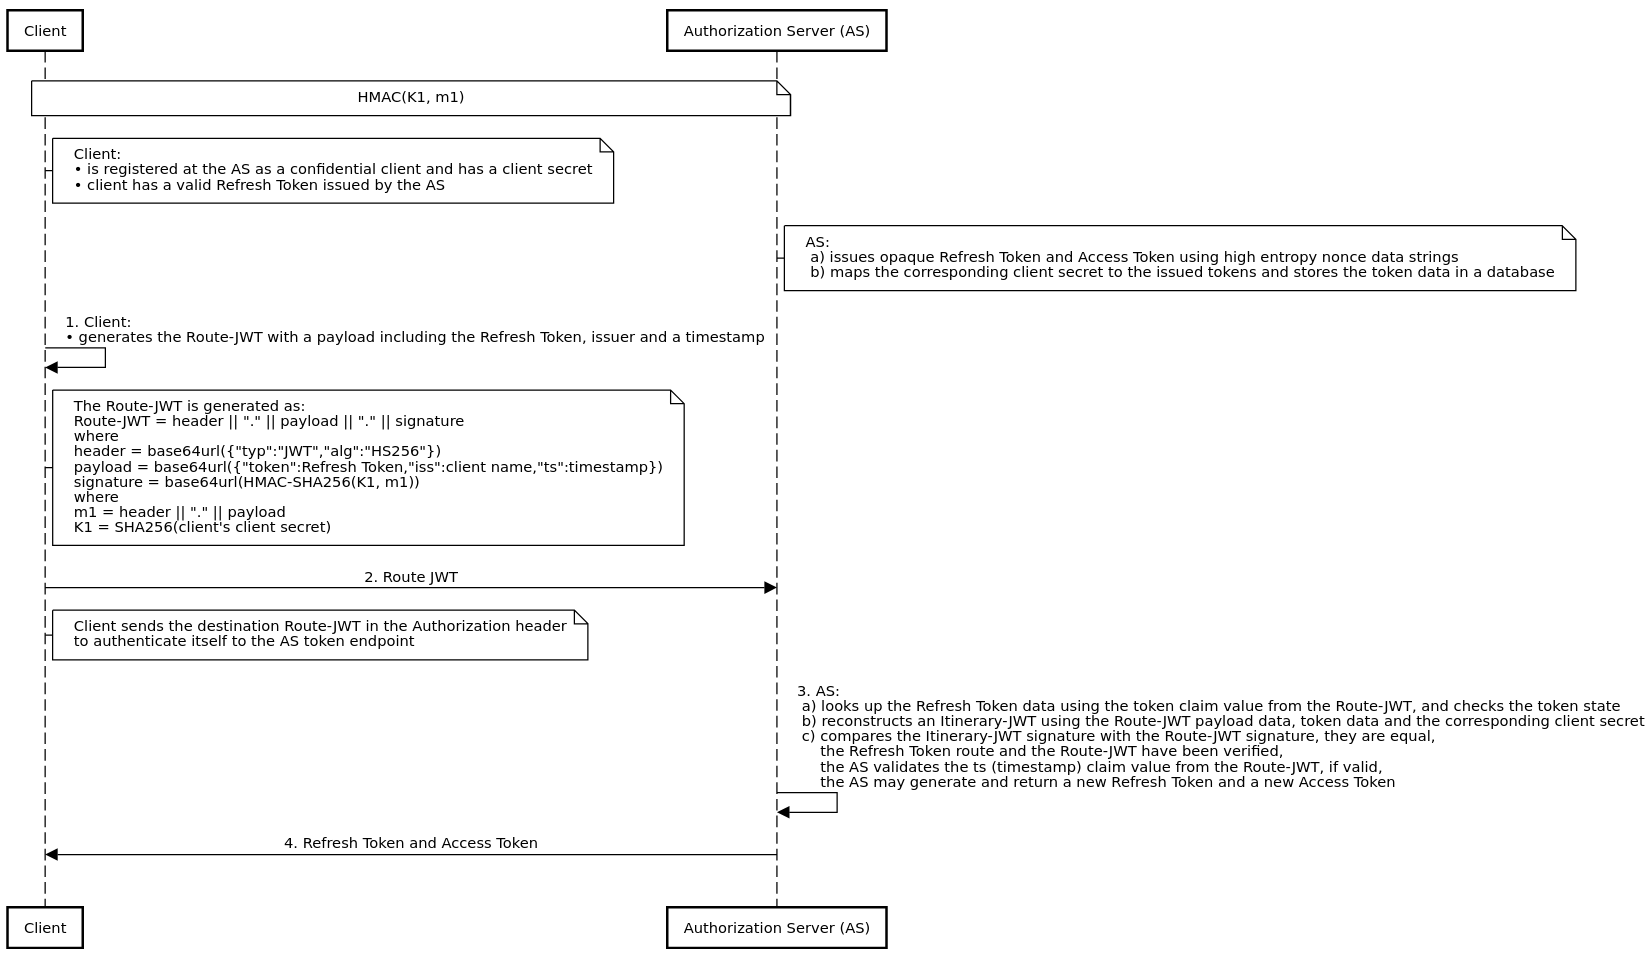 Client
Authorization Server (AS)
HMAC(K1, m1)
Client:
• is registered at the AS as a confidential client and has a client secret
• client has a valid Refresh Token issued by the AS
AS:
a) issues opaque Refresh Token and Access Token using high entropy nonce data strings
b) maps the corresponding client secret to the issued tokens and stores the token data in a database
1. Client:
• generates the Route-JWT with a payload including the Refresh Token, issuer and a timestamp
The Route-JWT is generated as:
Route-JWT = header || "." || payload || "." || signature
where
header = base64url({"typ":"JWT","alg":"HS256"})
payload = base64url({"token":Refresh Token,"iss":client name,"ts":timestamp})
signature = base64url(HMAC-SHA256(K1, m1))
where
m1 = header || "." || payload
K1 = SHA256(client's client secret)
2. Route JWT
Client sends the destination Route-JWT in the Authorization header
to authenticate itself to the AS token endpoint
3. AS:
a) looks up the Refresh Token data using the token claim value from the Route-JWT, and checks the token state
b) reconstructs an Itinerary-JWT using the Route-JWT payload data, token data and the corresponding client secret
c) compares the Itinerary-JWT signature with the Route-JWT signature, they are equal,
the Refresh Token route and the Route-JWT have been verified,
the AS validates the ts (timestamp) claim value from the Route-JWT, if valid,
the AS may generate and return a new Refresh Token and a new Access Token
4. Refresh Token and Access Token
Client
Authorization Server (AS)